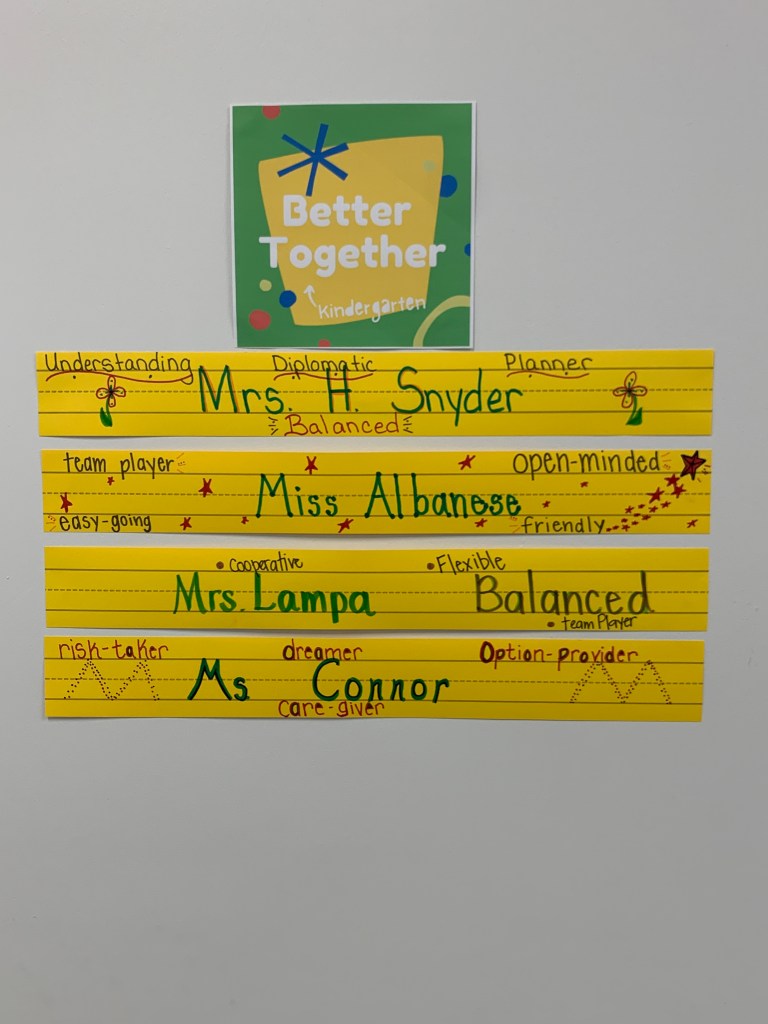 Better
Together
Kindergarten
Understanding Diplomatic Planner
Mrs. H. Snyder
Balanced
team player open-minded
Miss Albanese
easy-going friendly
• cooperative • Flexible
Mrs. Lampa Balanced
• team Player
risk-taker dreamer Option-provider
Ms Connor
care-giver